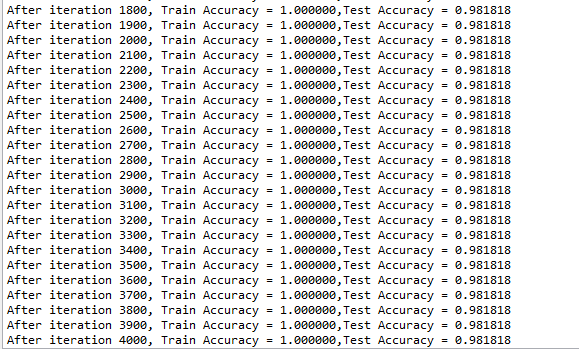 After iteration 1800, Train Accuracy = 1.000000,Test Accuracy = 0.981818
After iteration 1900, Train Accuracy = 1.000000,Test Accuracy = 0.981818
After iteration 2000, Train Accuracy = 1.000000,Test Accuracy = 0.981818
After iteration 2100, Train Accuracy = 1.000000,Test Accuracy = 0.981818
After iteration 2200, Train Accuracy = 1.000000,Test Accuracy = 0.981818
After iteration 2300, Train Accuracy = 1.000000,Test Accuracy = 0.981818
After iteration 2400, Train Accuracy = 1.000000,Test Accuracy = 0.981818
After iteration 2500, Train Accuracy = 1.000000,Test Accuracy = 0.981818
After iteration 2600, Train Accuracy = 1.000000,Test Accuracy = 0.981818
After iteration 2700, Train Accuracy = 1.000000,Test Accuracy = 0.981818
After iteration 2800, Train Accuracy = 1.000000,Test Accuracy = 0.981818
After iteration 2900, Train Accuracy = 1.000000,Test Accuracy = 0.981818
After iteration 3000, Train Accuracy = 1.000000,Test Accuracy = 0.981818
After iteration 3100, Train Accuracy = 1.000000,Test Accuracy = 0.981818
After iteration 3200, Train Accuracy = 1.000000,Test Accuracy = 0.981818
After iteration 3300, Train Accuracy = 1.000000,Test Accuracy = 0.981818
After iteration 3400, Train Accuracy = 1.000000,Test Accuracy = 0.981818
After iteration 3500, Train Accuracy = 1.000000,Test Accuracy = 0.981818
After iteration 3600, Train Accuracy = 1.000000,Test Accuracy = 0.981818
After iteration 3700, Train Accuracy = 1.000000,Test Accuracy = 0.981818
After iteration 3800, Train Accuracy = 1.000000,Test Accuracy = 0.981818
After iteration 3900, Train Accuracy = 1.000000,Test Accuracy = 0.981818
After iteration 4000, Train Accuracy = 1.000000,Test Accuracy = 0.981818